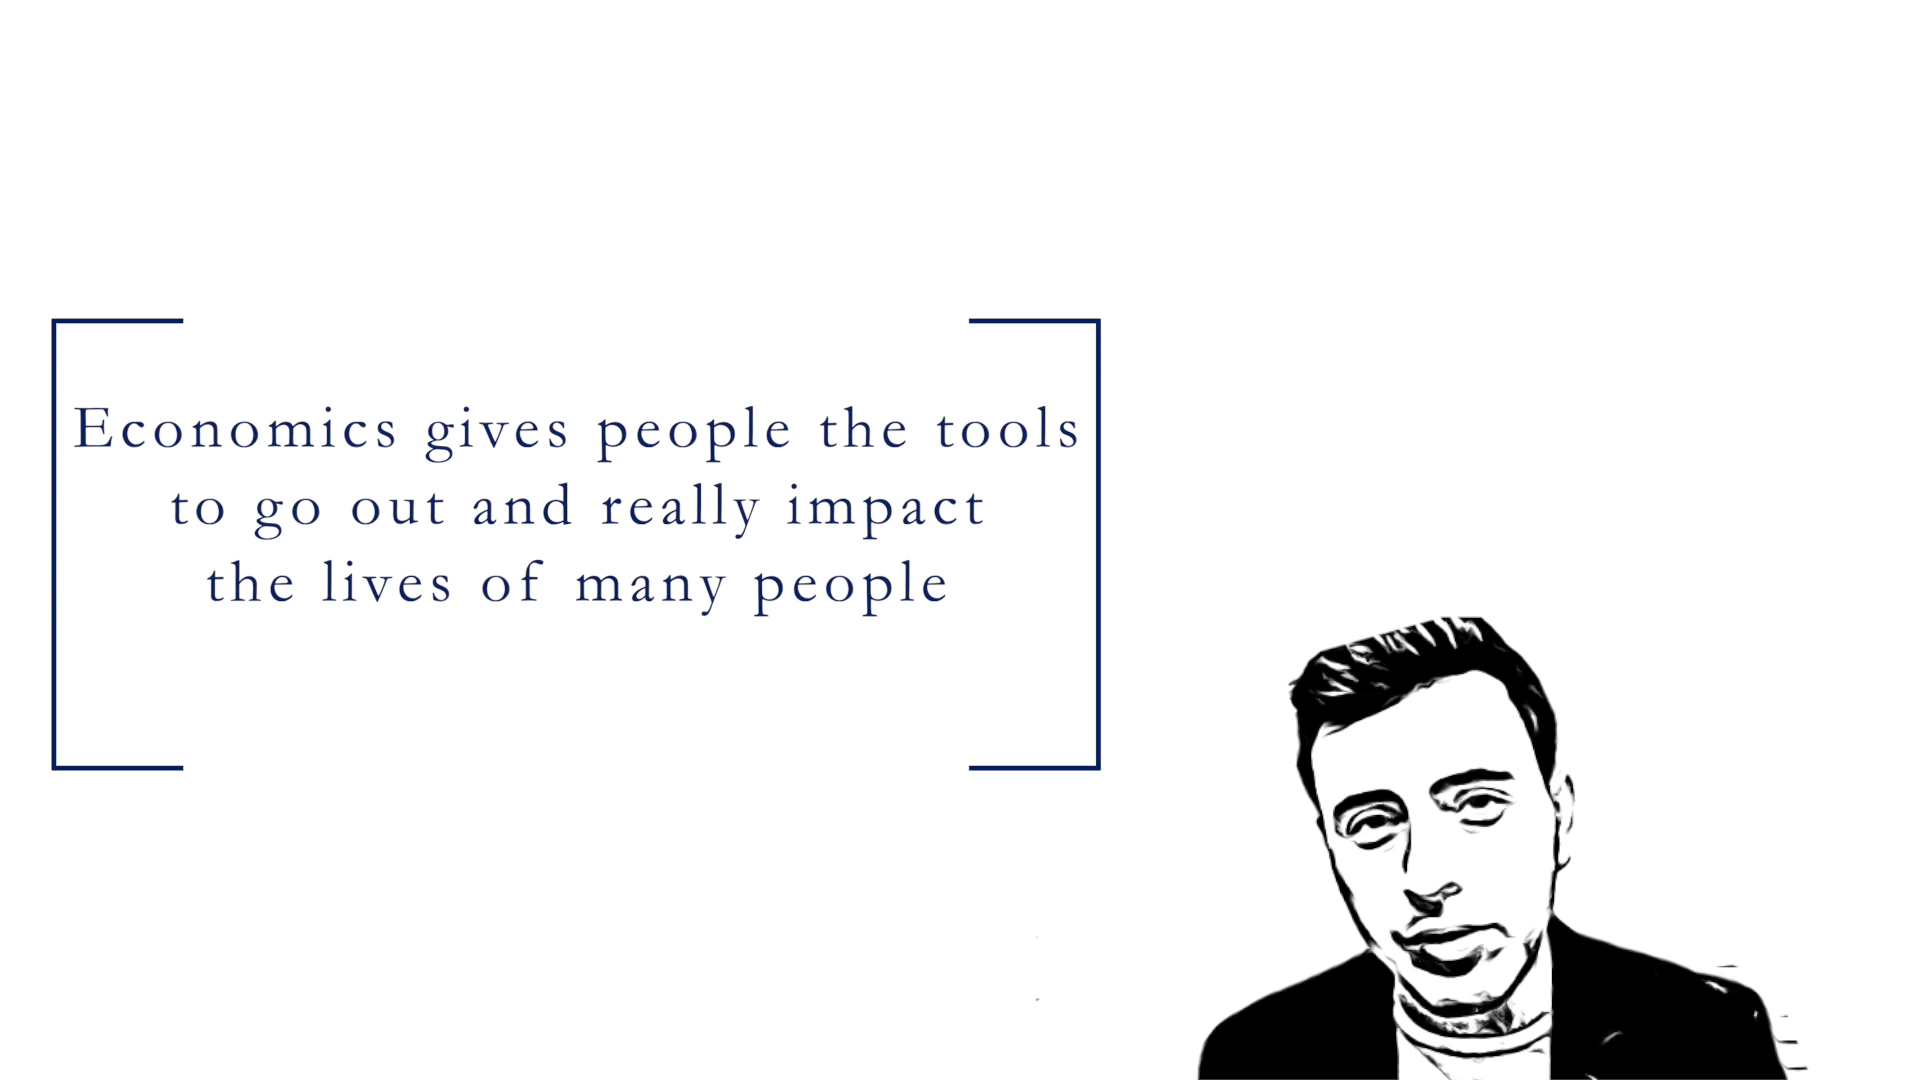 Economics gives people the tools
to go out and really impact
the lives of many people